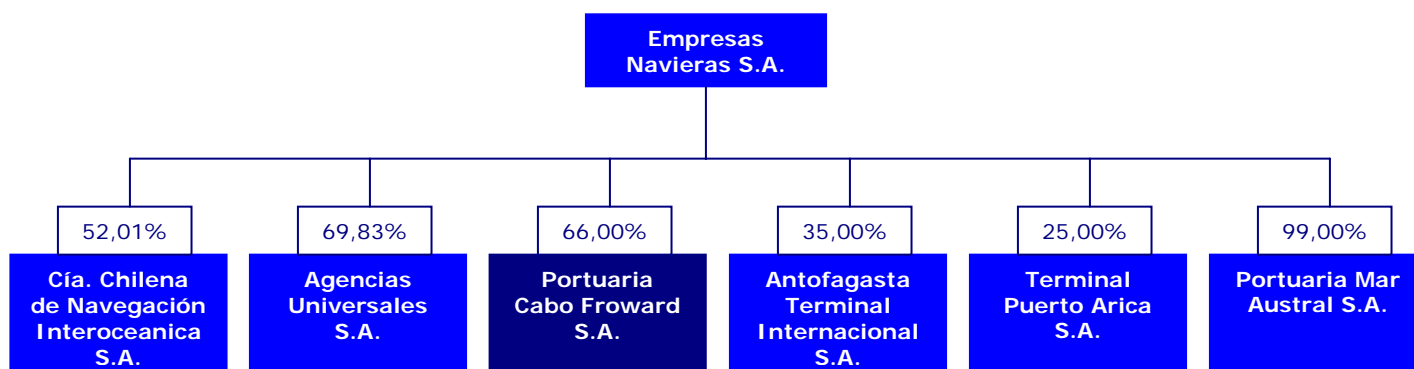 Empresas
Navieras S.A.
52,01%
69,83%
66,00%
35,00%
25,00%
99,00%
Cía. Chilena
de Navegación
Interoceanica
S.A.
Agencias
Universales
S.A.
Portuaria
Cabo Froward
S.A.
Antofagasta
Terminal
Internacional
S.A.
Terminal
Puerto Arica
S.A.
Portuaria Mar
Austral S.A.